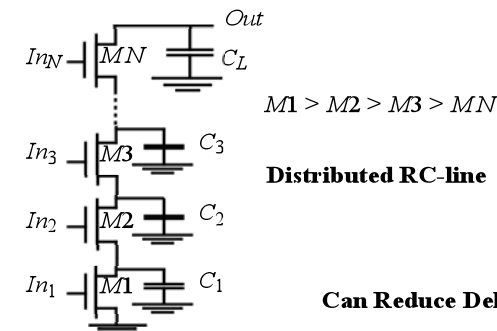 Out
In_N
MN
C_L
M1 > M2 > M3 > MN
In_3
M3
C_3
Distributed RC-line
In_2
M2
C_2
In_1
M1
C_1
Can Reduce Del